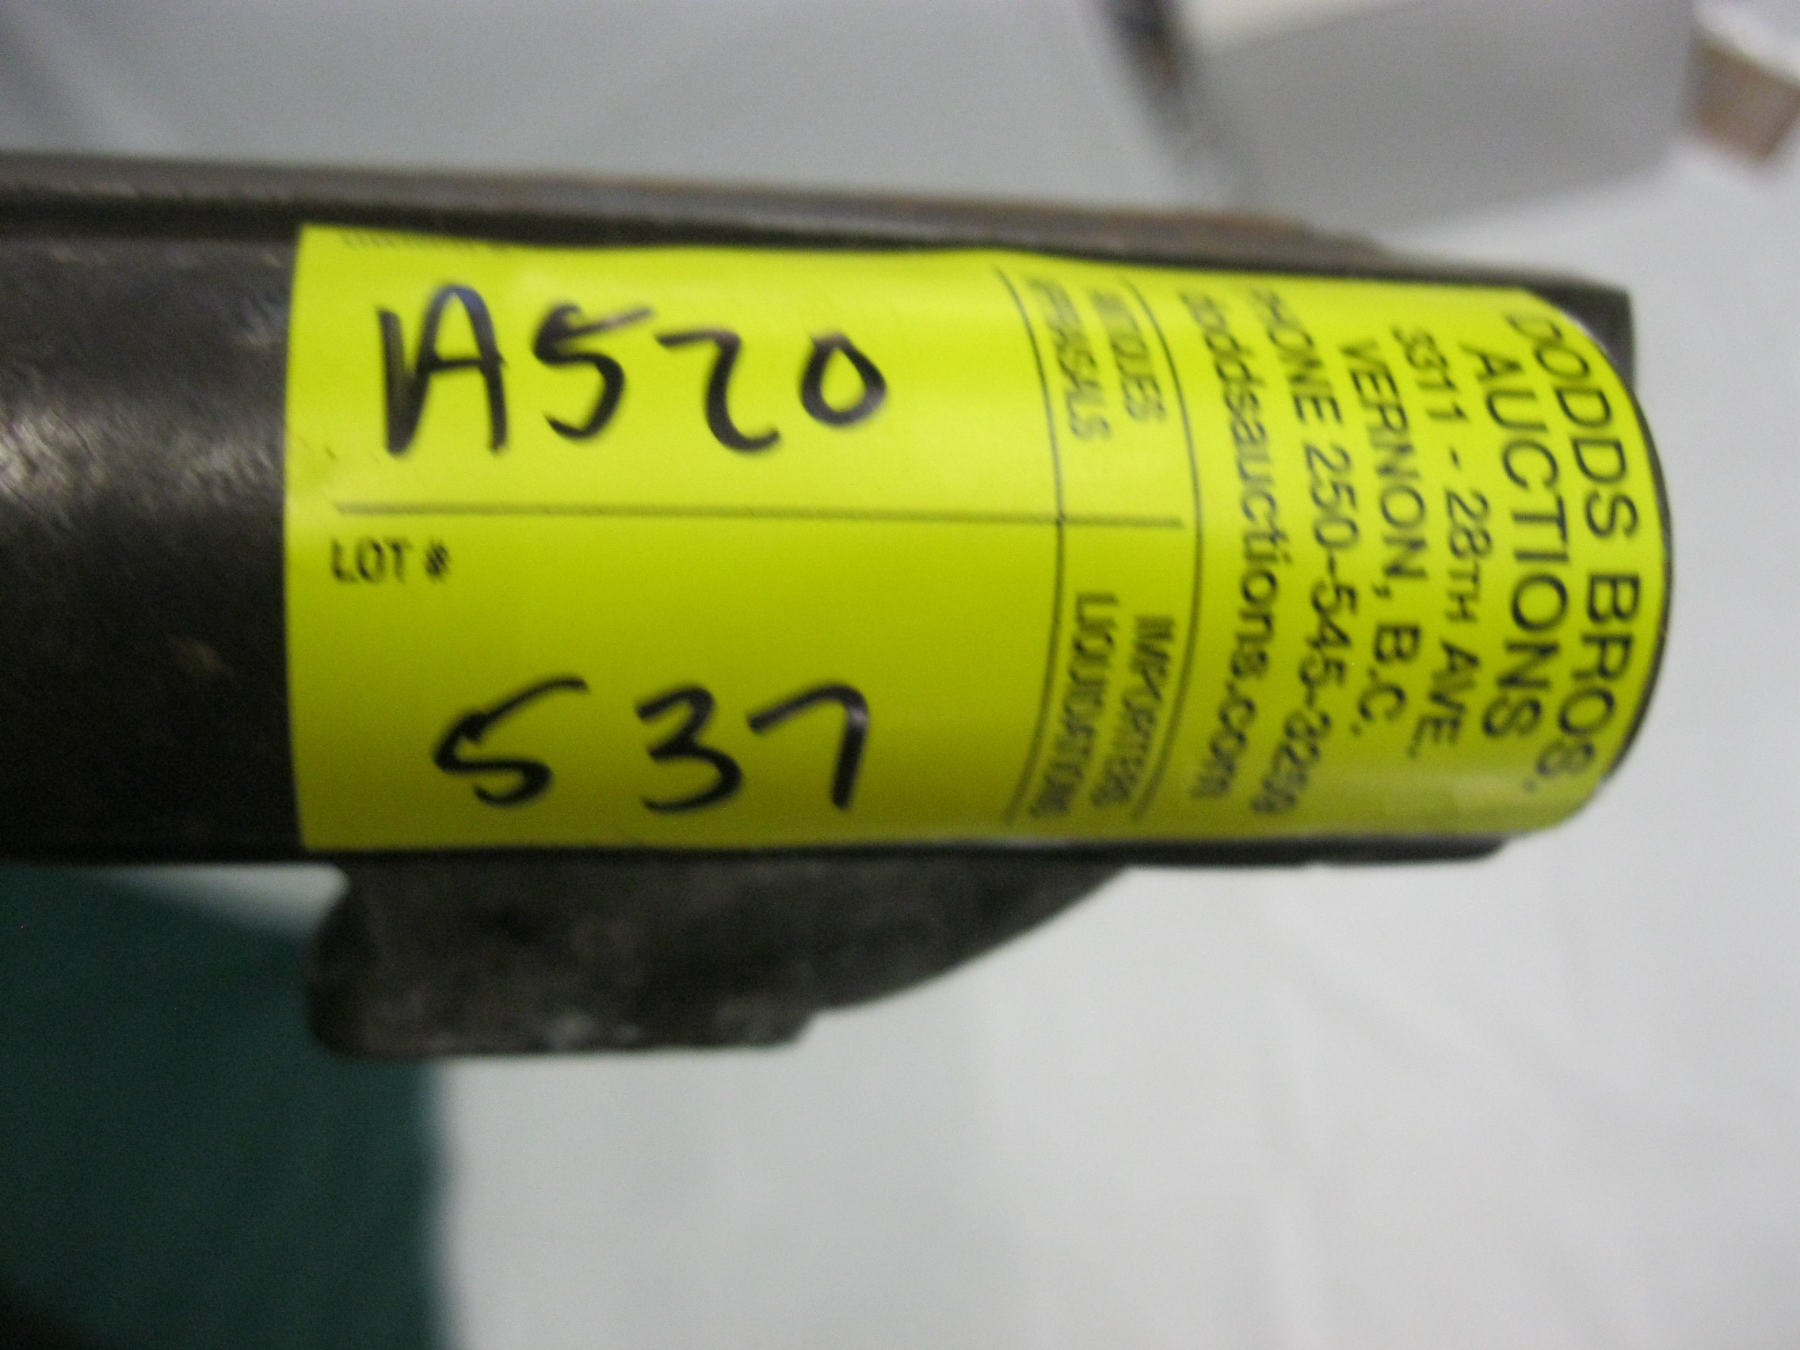 A520
LOT #
537
DODDS BROS.
AUCTIONS
3311 - 28TH AVE.
VERNON, B.C.
PHONE 250-545-3259
doddsauctions.com
ANTIQUES
APPRAISALS
IMPORTERS
LIQUIDATIONS